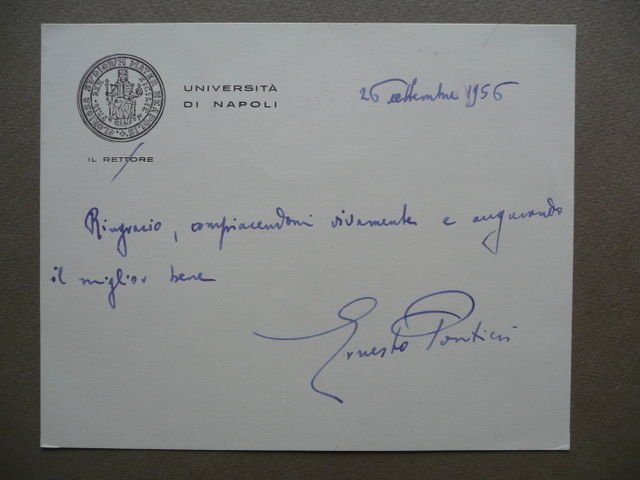 UNIVERSITÀ
DI NAPOLI
IL RETTORE
26 settembre 1956
Ringrazio, compiacendomi vivamente e augurando
il miglior bene
Ernesto Pontieri